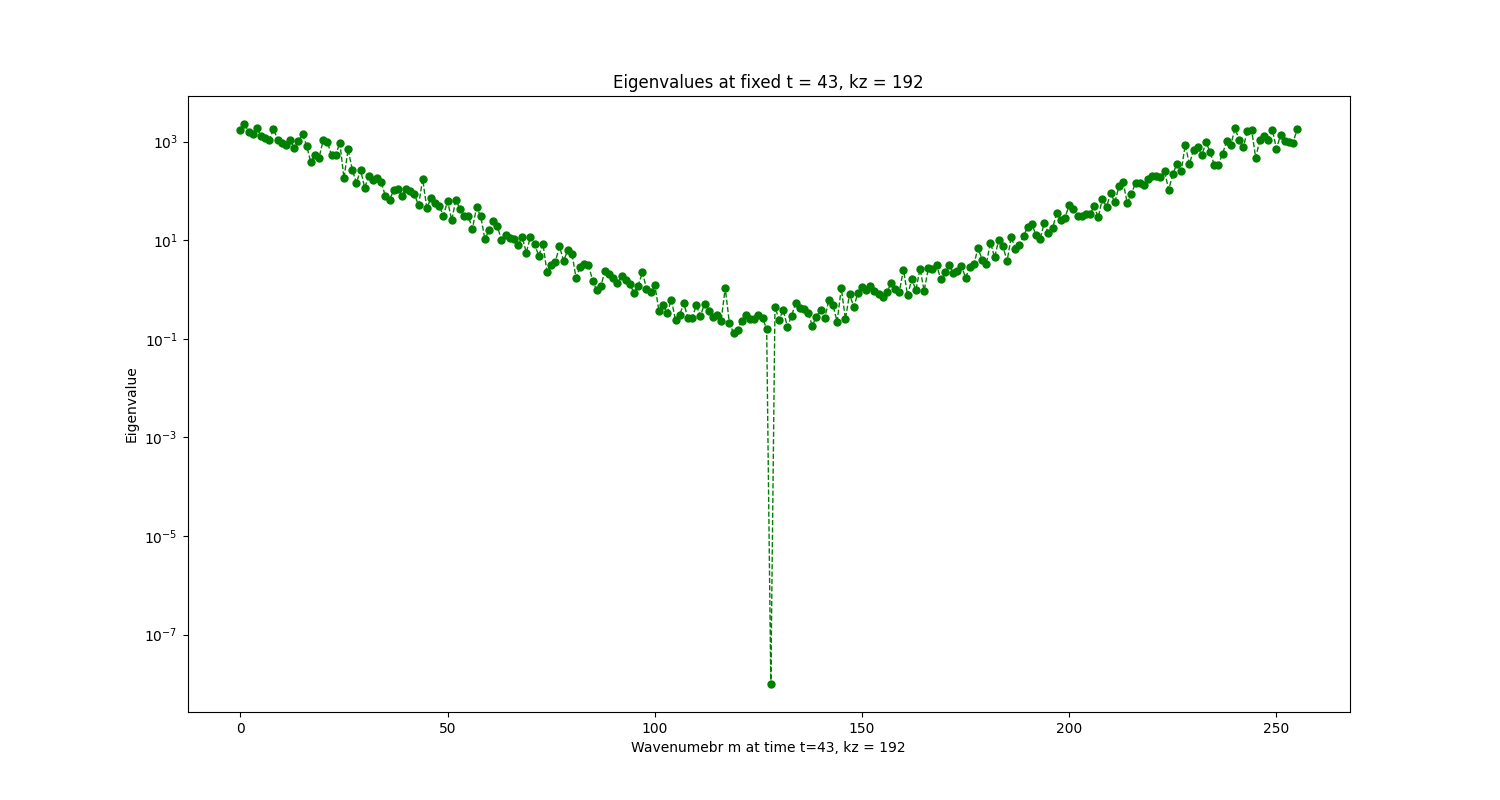 Eigenvalues at fixed t = 43, kz = 192
10³
10¹
10⁻¹
10⁻³
10⁻⁵
10⁻⁷
Eigenvalue
0 50 100 150 200 250
Wavenumebr m at time t=43, kz = 192